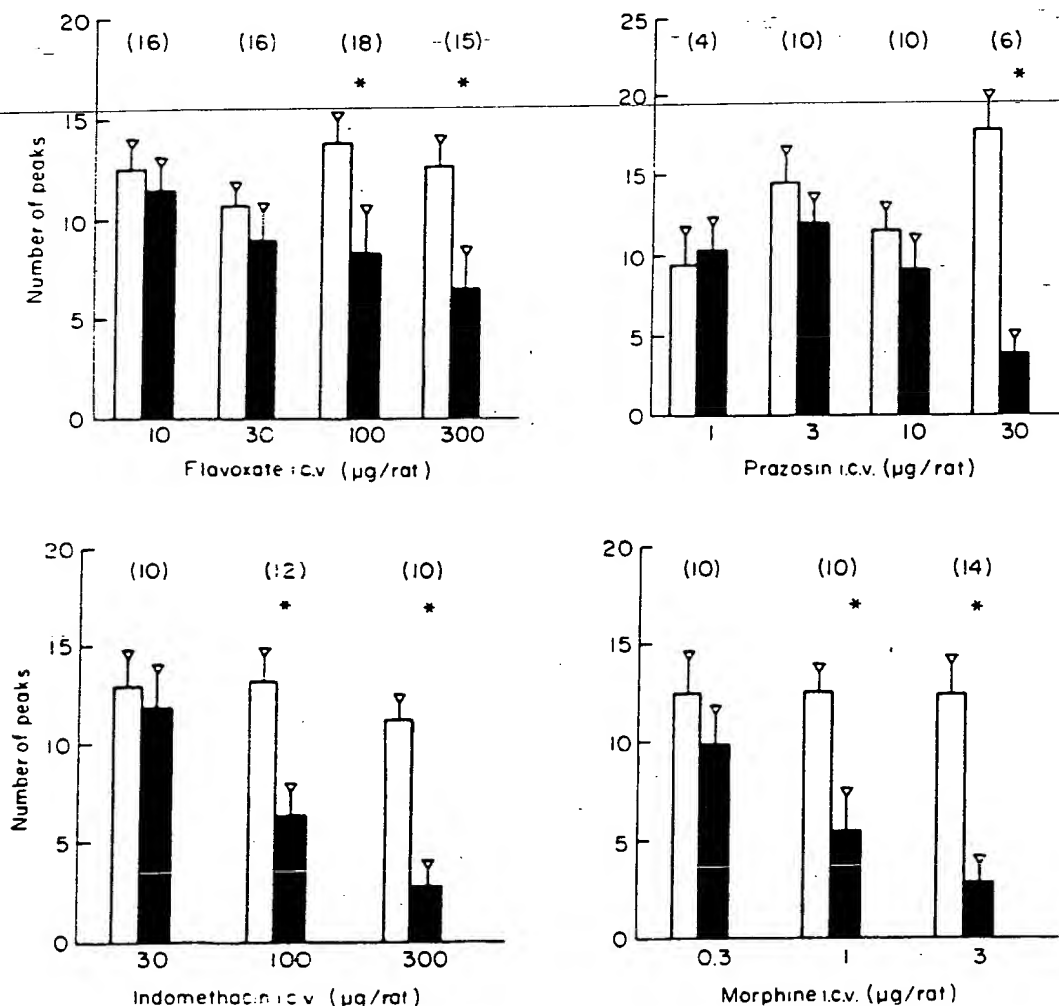 20
(16) (16) (18) (15)
* *
15
10
5
0
Number of peaks
10 30 100 300
Flavoxate i.c.v (µg/rat)
25
(4) (10) (10) (6)
*
20
15
10
5
0
1 3 10 30
Prazosin i.c.v. (µg/rat)
20
(10) (12) (10)
* *
15
10
5
0
Number of peaks
30 100 300
Indomethacin i.c.v (µg/rat)
20
(10) (10) (14)
* *
15
10
5
0
0.3 1 3
Morphine i.c.v. (µg/rat)